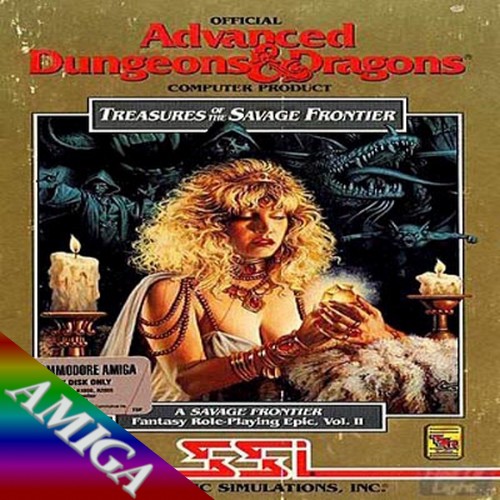 OFFICIAL
Advanced
Dungeons & Dragons®
COMPUTER PRODUCT
TREASURES OF THE SAVAGE FRONTIER
MMODORE AMIGA
DISK ONLY
A SAVAGE FRONTIER
Fantasy Role-Playing Epic, Vol. II
TSR
SSI
IC SIMULATIONS, INC.
AMIGA